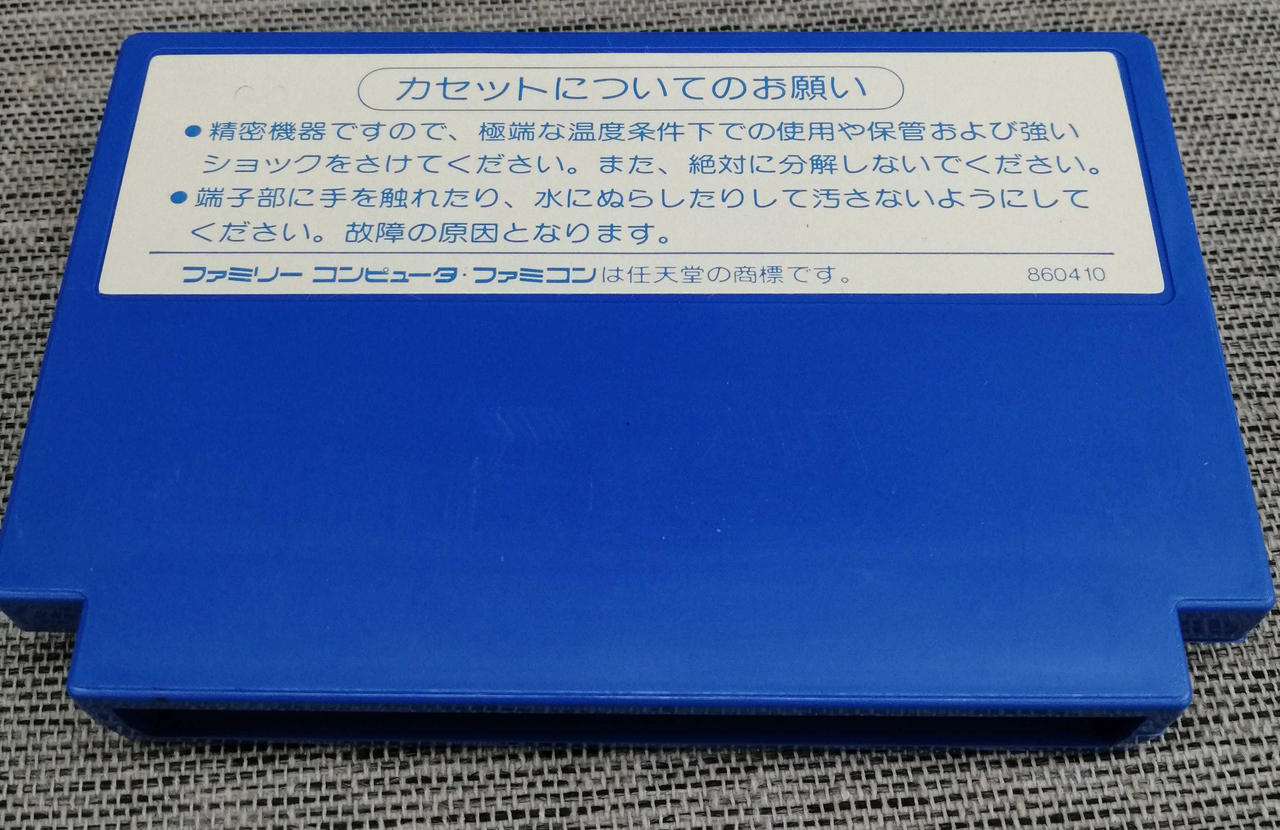 カセットについてのお願い
●精密機器ですので、極端な温度条件下での使用や保管および強い
ショックをさけてください。また、絶対に分解しないでください。
●端子部に手を触れたり、水にぬらしたりして汚さないようにして
ください。故障の原因となります。
ファミリー コンピュータ・ファミコンは任天堂の商標です。 860410